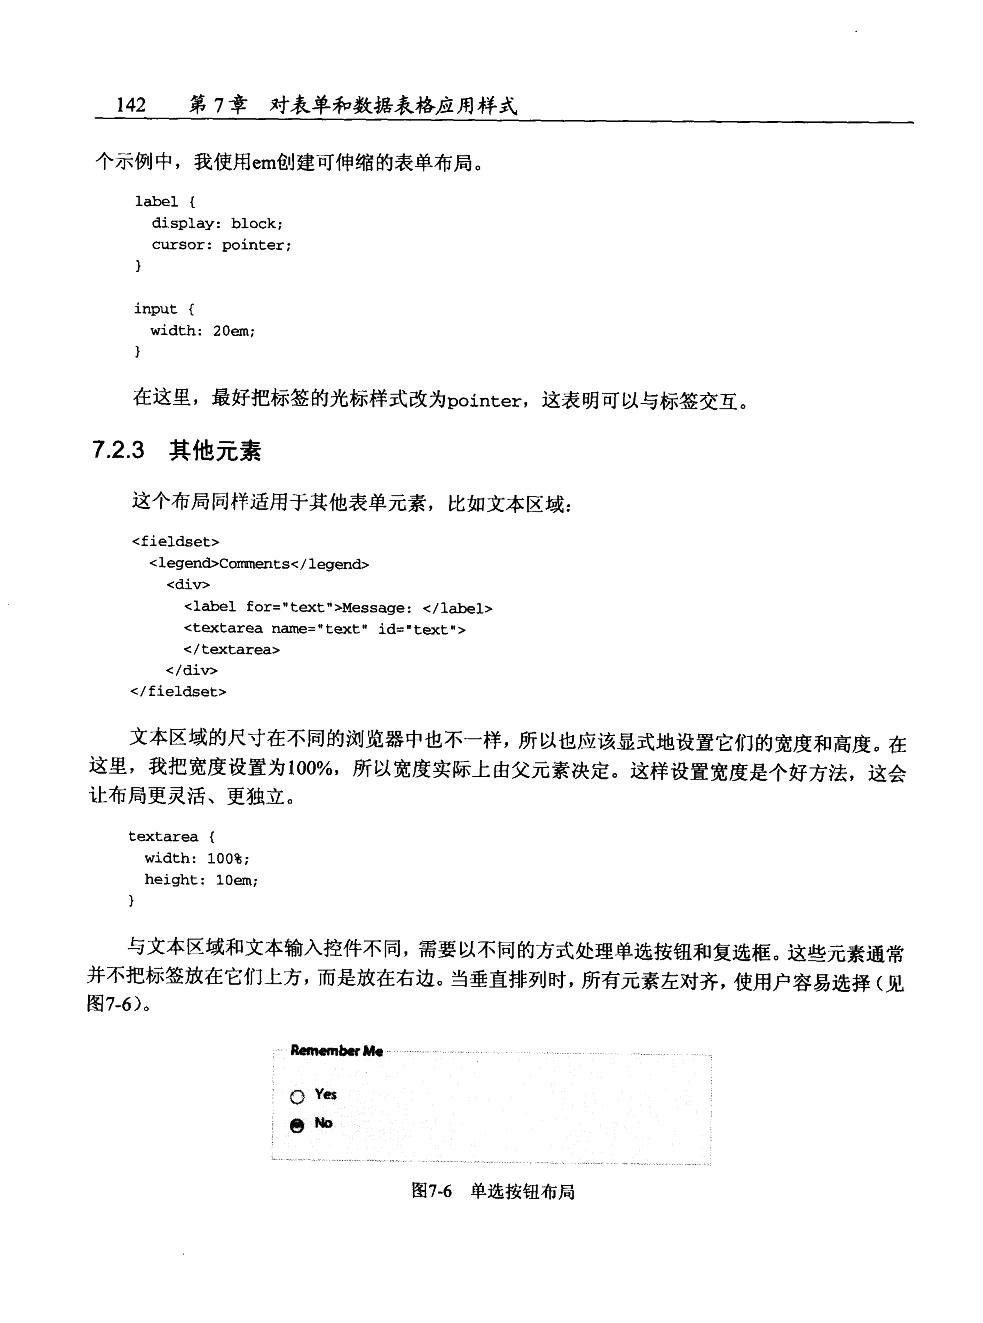 142 第 7 章 对表单和数据表格应用样式
个示例中，我使用em创建可伸缩的表单布局。
label {
display: block;
cursor: pointer;
}
input {
width: 20em;
}
在这里，最好把标签的光标样式改为pointer，这表明可以与标签交互。
7.2.3 其他元素
这个布局同样适用于其他表单元素，比如文本区域：
<fieldset>
<legend>Comments</legend>
<div>
<label for="text">Message: </label>
<textarea name="text" id="text">
</textarea>
</div>
</fieldset>
文本区域的尺寸在不同的浏览器中也不一样，所以也应该显式地设置它们的宽度和高度。在
这里，我把宽度设置为100%，所以宽度实际上由父元素决定。这样设置宽度是个好方法，这会
让布局更灵活、更独立。
textarea {
width: 100%;
height: 10em;
}
与文本区域和文本输入控件不同，需要以不同的方式处理单选按钮和复选框。这些元素通常
并不把标签放在它们上方，而是放在右边。当垂直排列时，所有元素左对齐，使用户容易选择（见
图7-6）。
Remember Me
Yes
No
图7-6 单选按钮布局